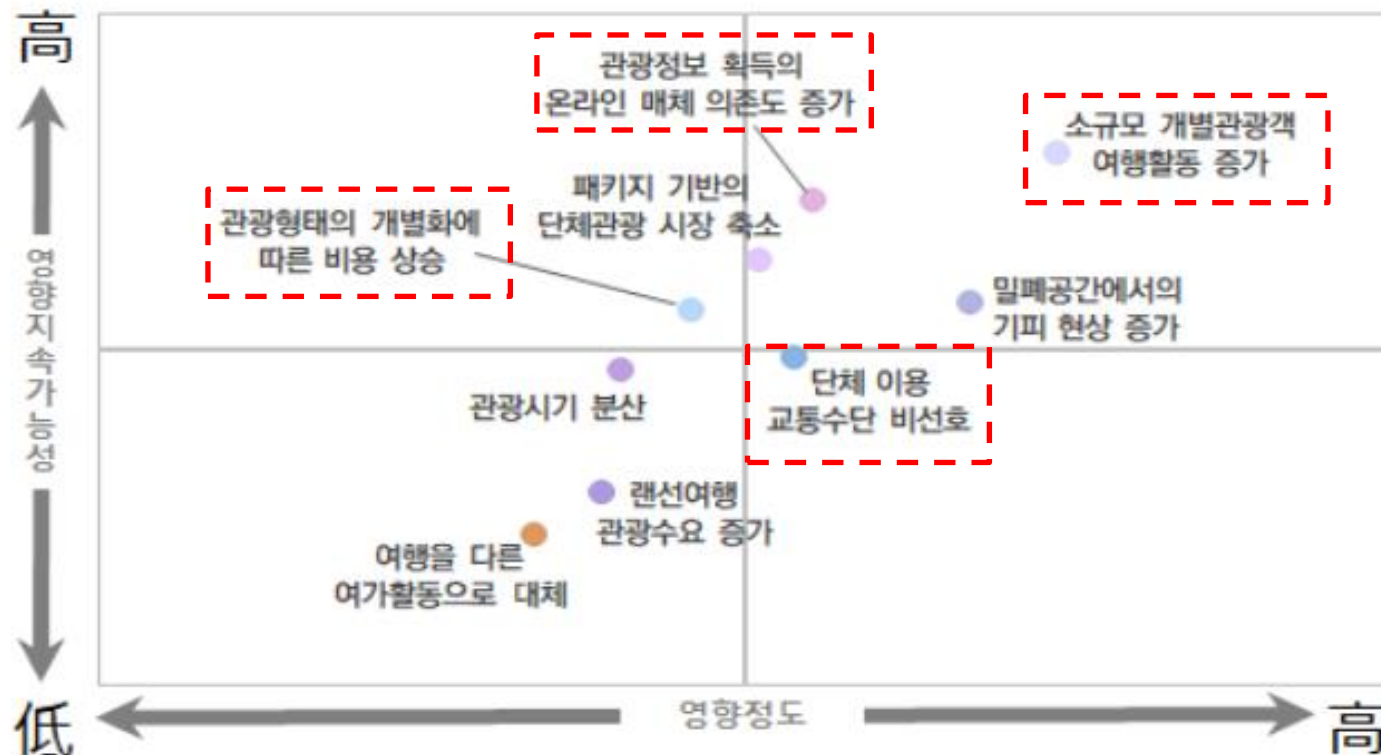 高
관광정보 획득의
온라인 매체 의존도 증가
소규모 개별관광객
여행활동 증가
패키지 기반의
단체관광 시장 축소
관광형태의 개별화에
따른 비용 상승
밀폐공간에서의
기피 현상 증가
영향지속가능성
단체 이용
교통수단 비선호
관광시기 분산
랜선여행
관광수요 증가
여행을 다른
여가활동으로 대체
低
영향정도
高